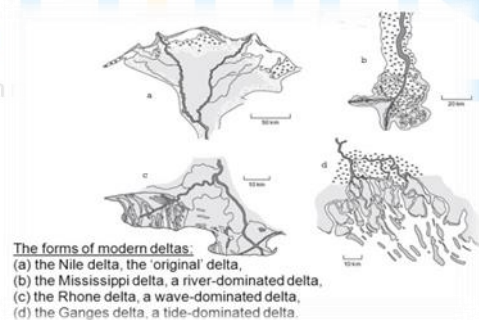 a
50 km
b
20 km
c
10 km
d
10 km
The forms of modern deltas:
(a) the Nile delta, the 'original' delta,
(b) the Mississippi delta, a river-dominated delta,
(c) the Rhone delta, a wave-dominated delta,
(d) the Ganges delta, a tide-dominated delta.